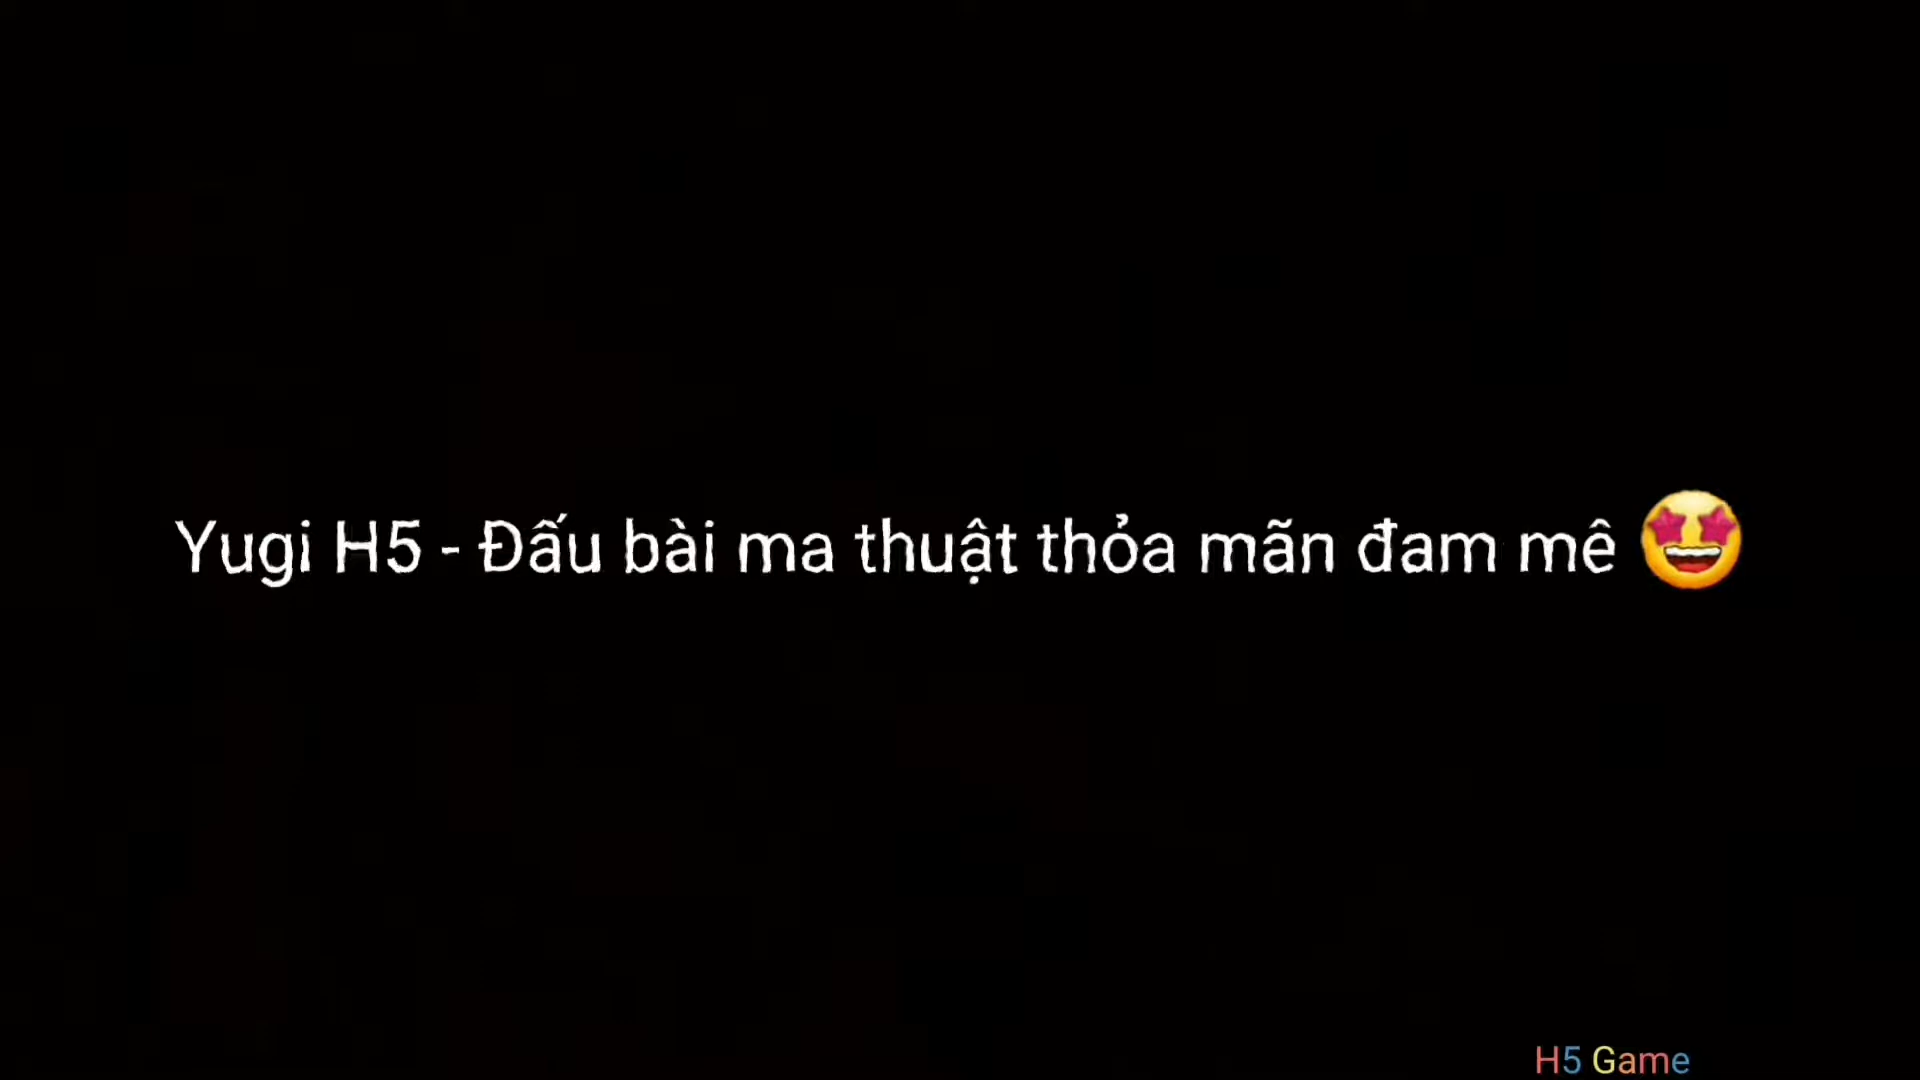 Yugi H5 - Đấu bài ma thuật thỏa mãn đam mê 🤩
H5 Game